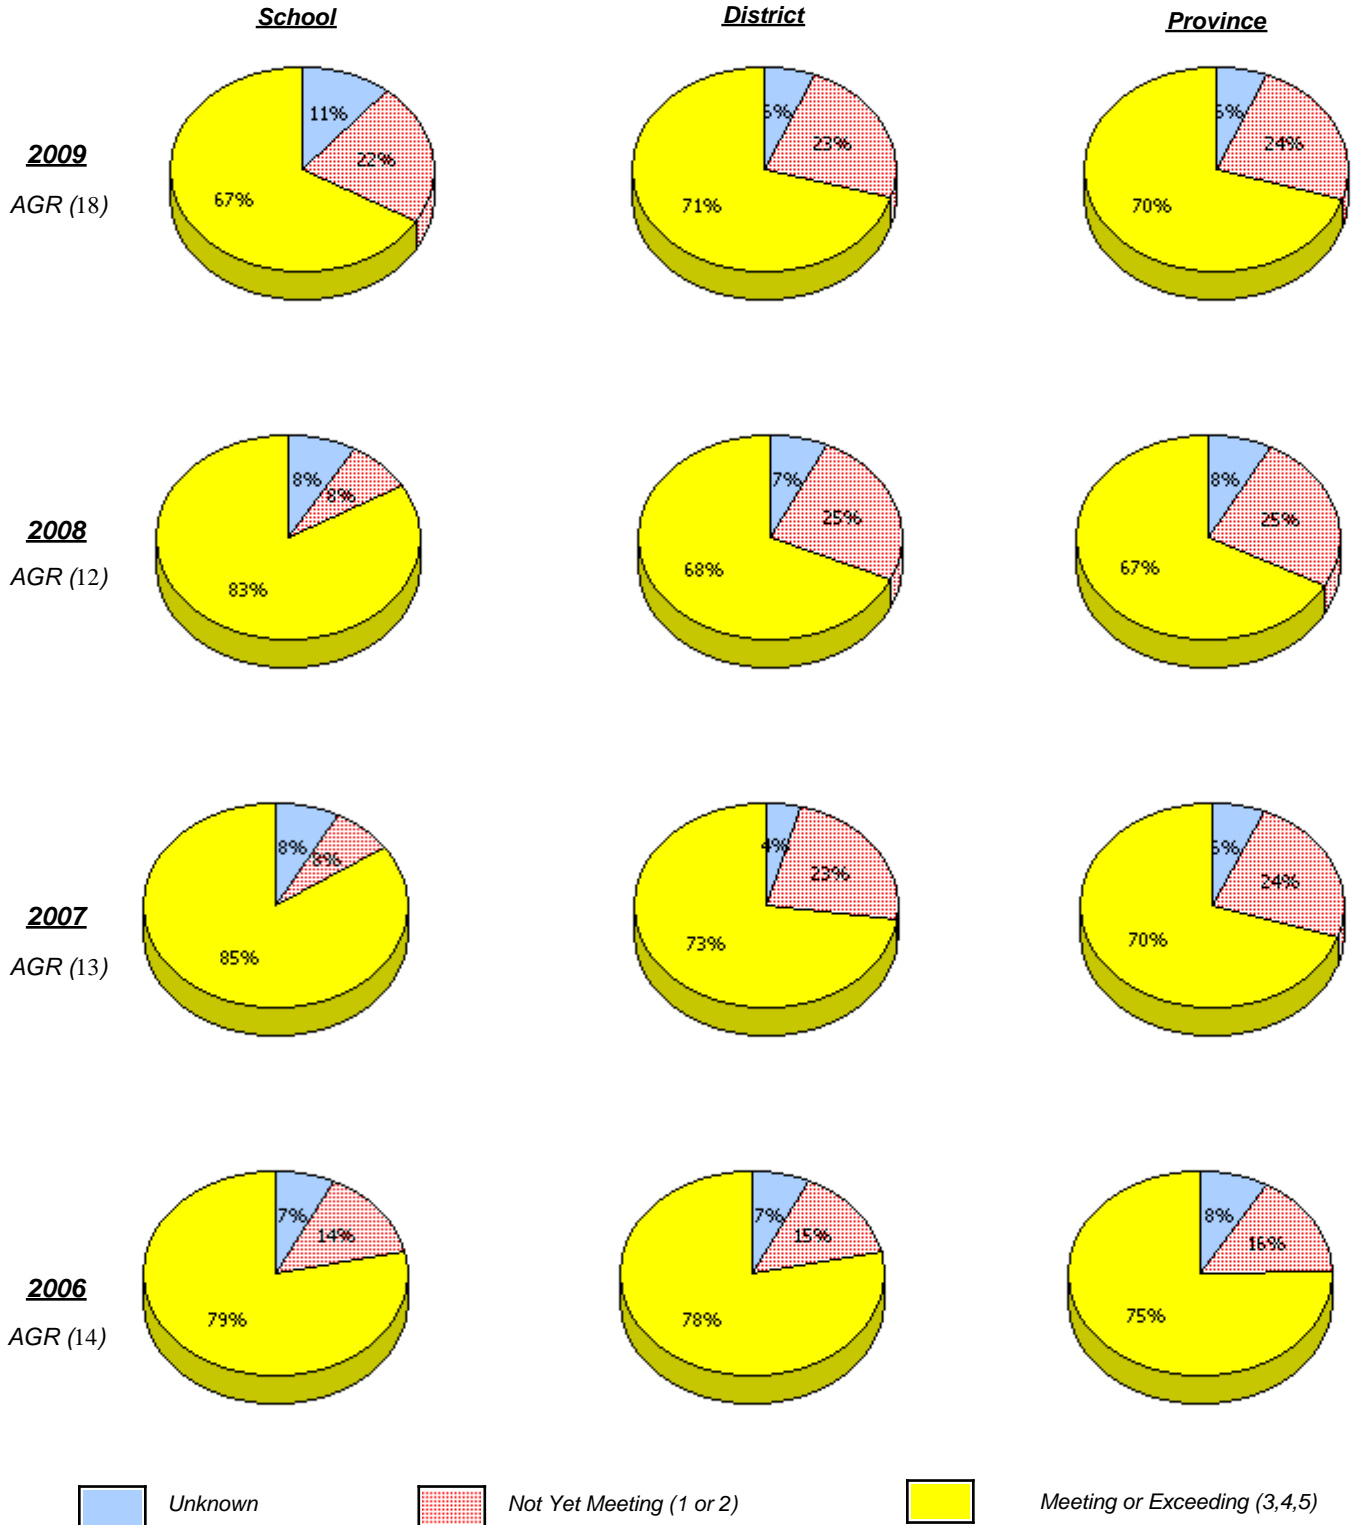 School District Province
11% 6% 6%
22% 23% 24%
2009
AGR (18)
67% 71% 70%
8% 7% 8%
8% 25% 25%
2008
AGR (12)
83% 68% 67%
8% 4% 6%
8% 23% 24%
2007
AGR (13)
85% 73% 70%
7% 7% 8%
14% 15% 16%
2006
AGR (14)
79% 78% 75%
Unknown Not Yet Meeting (1 or 2) Meeting or Exceeding (3,4,5)